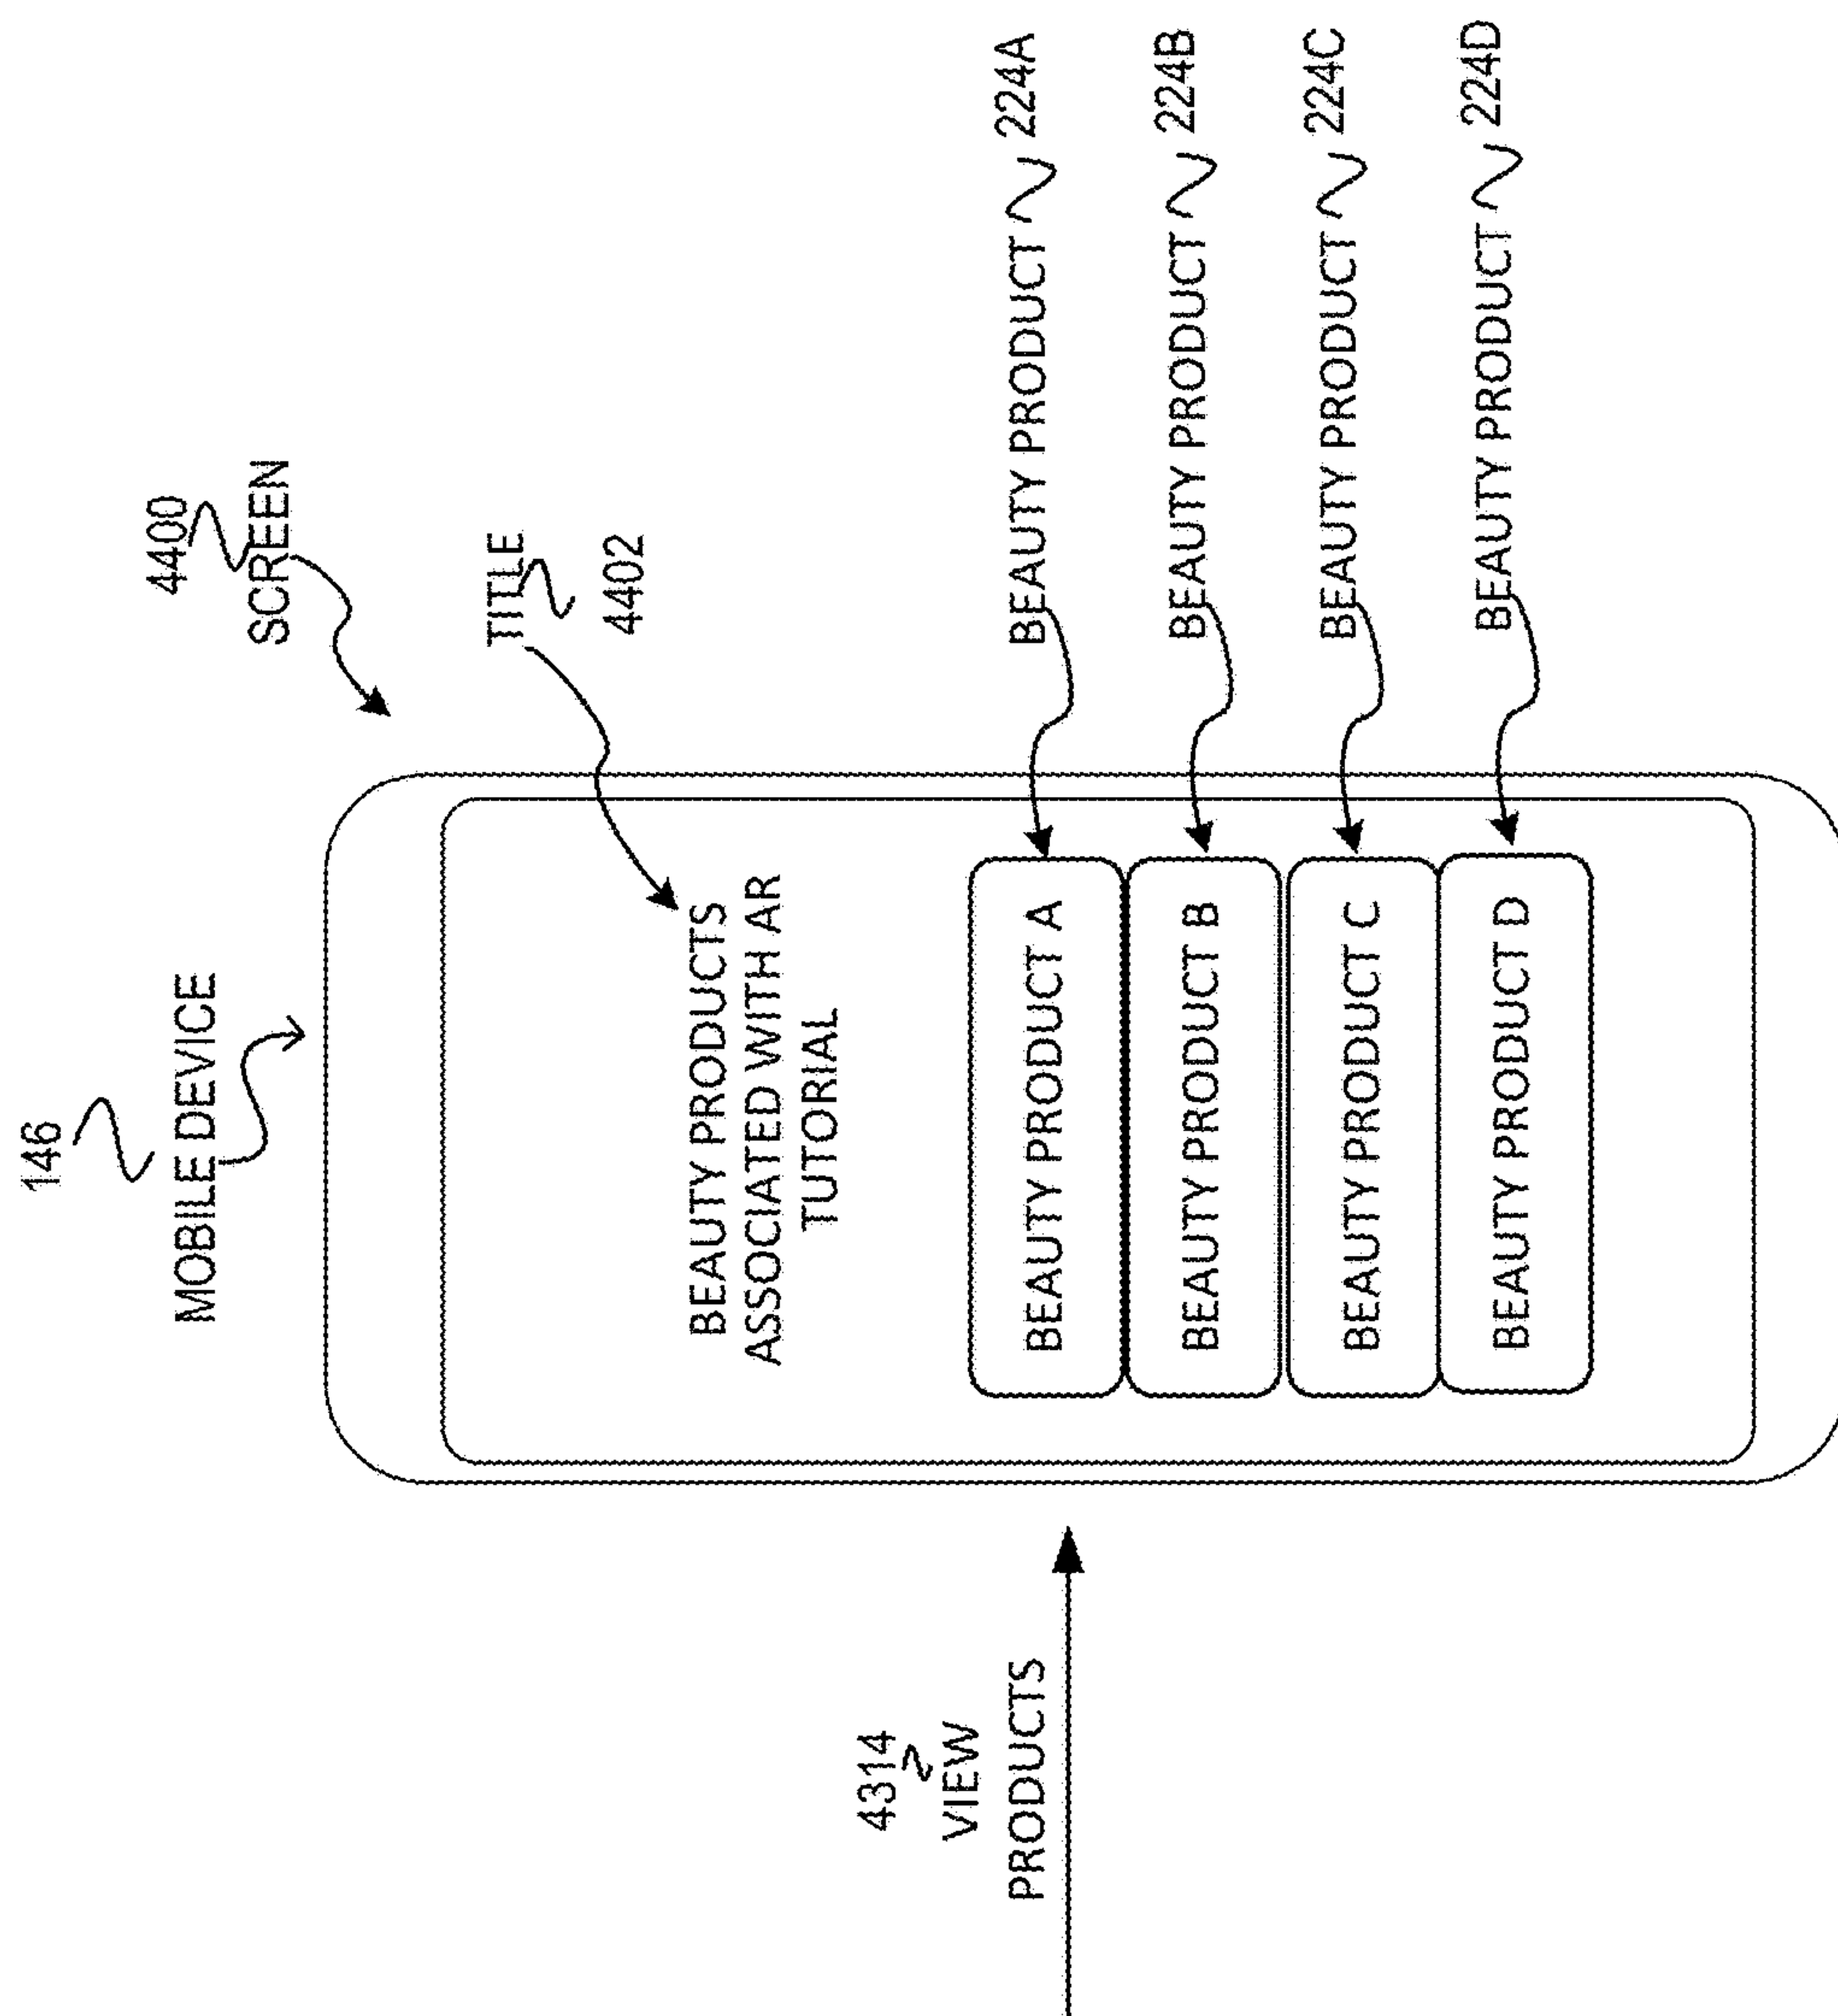 146
MOBILE DEVICE
4400
SCREEN
TITLE
4402
BEAUTY PRODUCTS
ASSOCIATED WITH AR
TUTORIAL
4314
VIEW
PRODUCTS
BEAUTY PRODUCT A
BEAUTY PRODUCT 224A
BEAUTY PRODUCT B
BEAUTY PRODUCT 224B
BEAUTY PRODUCT C
BEAUTY PRODUCT 224C
BEAUTY PRODUCT D
BEAUTY PRODUCT 224D